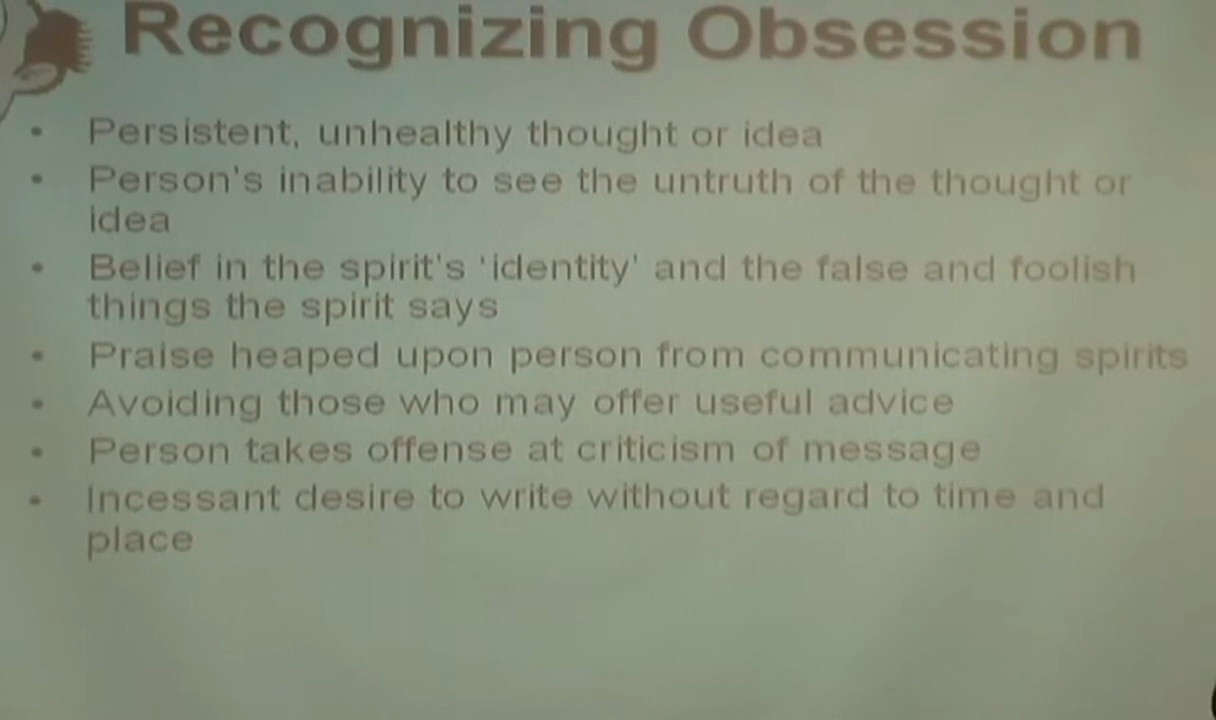 Recognizing Obsession
• Persistent, unhealthy thought or idea
• Person's inability to see the untruth of the thought or
idea
• Belief in the spirit's 'identity' and the false and foolish
things the spirit says
• Praise heaped upon person from communicating spirits
• Avoiding those who may offer useful advice
• Person takes offense at criticism of message
• Incessant desire to write without regard to time and
place